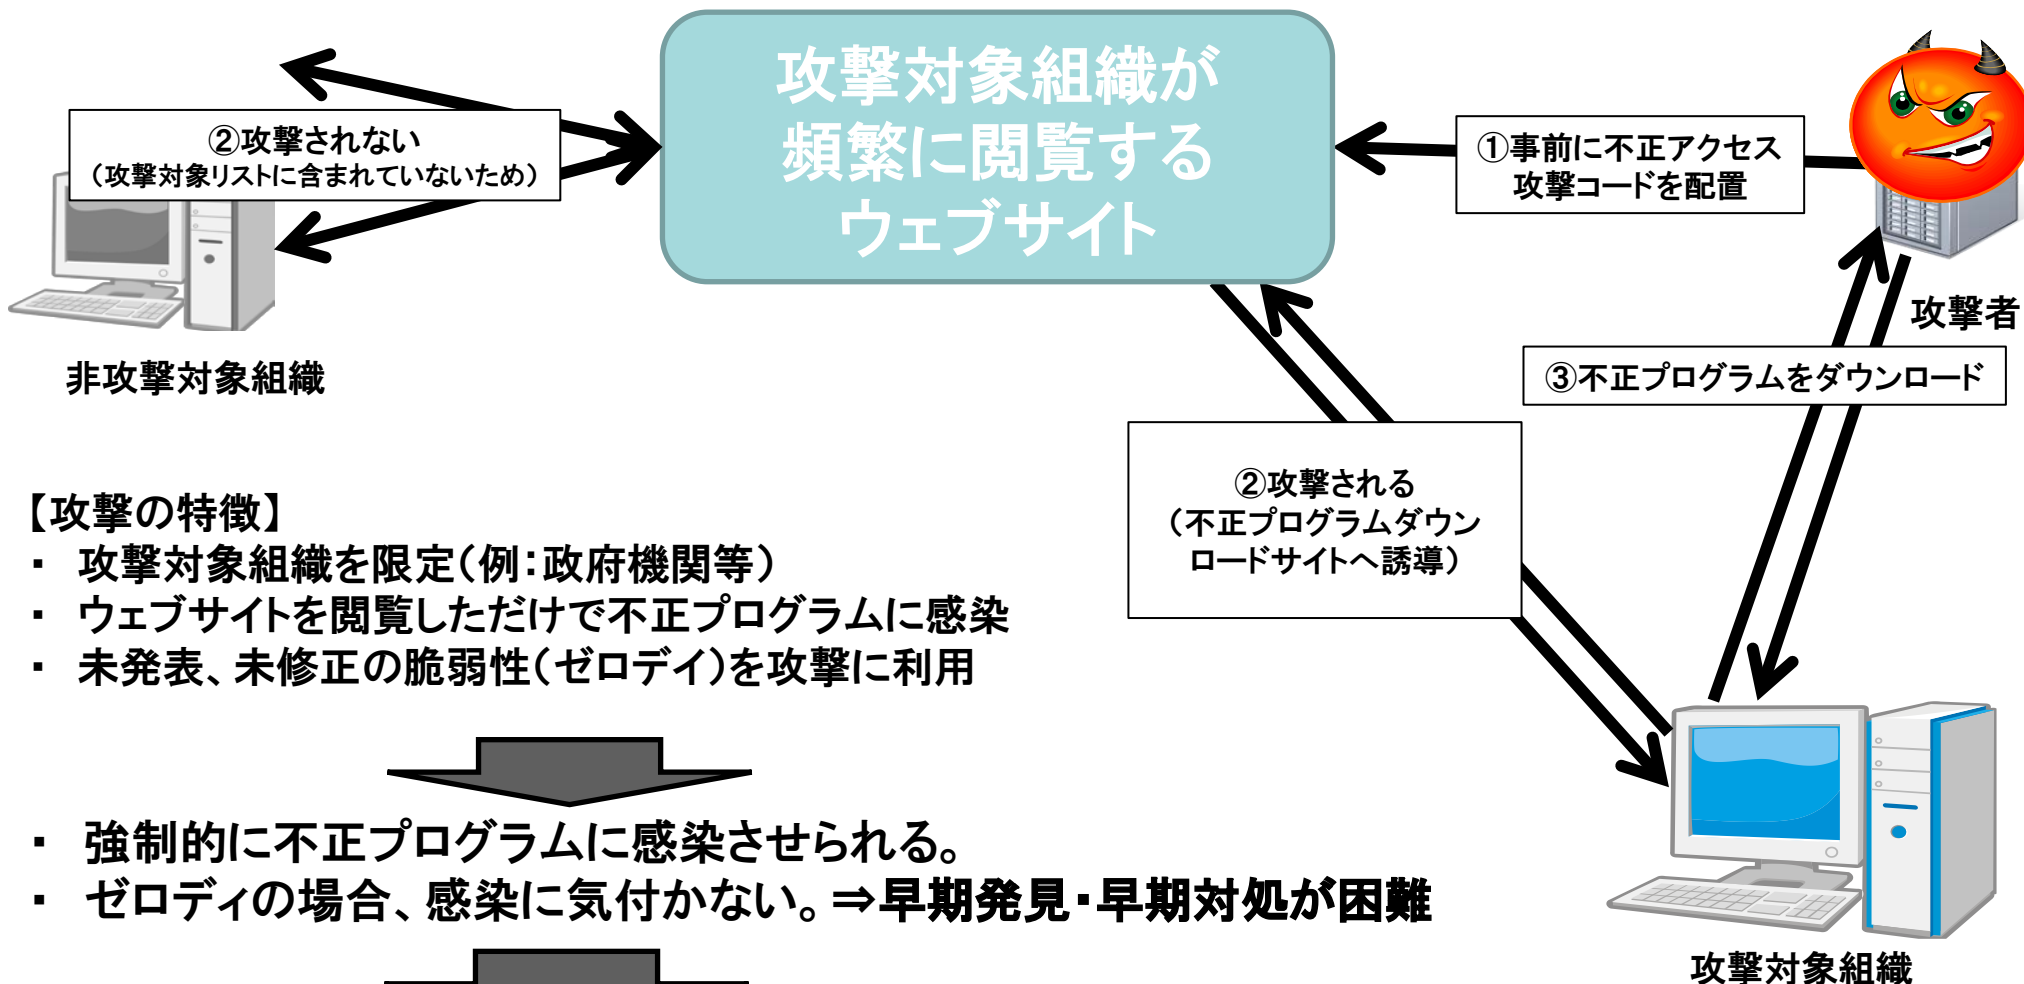 攻撃対象組織が
頻繁に閲覧する
ウェブサイト
②攻撃されない
（攻撃対象リストに含まれていないため）
①事前に不正アクセス
攻撃コードを配置
攻撃者
非攻撃対象組織
③不正プログラムをダウンロード
②攻撃される
（不正プログラムダウン
ロードサイトへ誘導）
【攻撃の特徴】
・ 攻撃対象組織を限定（例：政府機関等）
・ ウェブサイトを閲覧しただけで不正プログラムに感染
・ 未発表、未修正の脆弱性（ゼロデイ）を攻撃に利用
・ 強制的に不正プログラムに感染させられる。
・ ゼロディの場合、感染に気付かない。⇒早期発見・早期対処が困難
攻撃対象組織